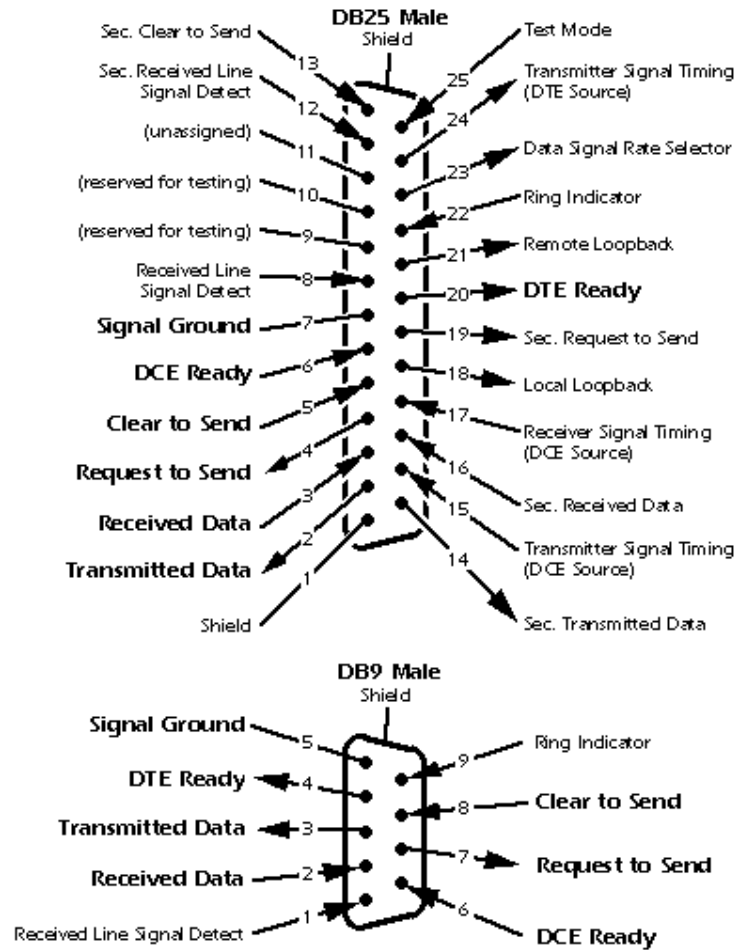 DB25 Male
Shield
Sec. Clear to Send
13
Sec. Received Line
Signal Detect
12
(unassigned)
11
(reserved for testing)
10
(reserved for testing)
9
Received Line
Signal Detect
8
Signal Ground
7
DCE Ready
6
Clear to Send
5
Request to Send
4
Received Data
3
Transmitted Data
2
Shield
1
Test Mode
25
Transmitter Signal Timing
(DTE Source)
24
Data Signal Rate Selector
23
Ring Indicator
22
Remote Loopback
21
DTE Ready
20
Sec. Request to Send
19
Local Loopback
18
Receiver Signal Timing
(DCE Source)
17
Sec. Received Data
16
Transmitter Signal Timing
(DCE Source)
15
Sec. Transmitted Data
14
DB9 Male
Shield
Signal Ground
5
DTE Ready
4
Transmitted Data
3
Received Data
2
Received Line Signal Detect
1
Ring Indicator
9
Clear to Send
8
Request to Send
7
DCE Ready
6